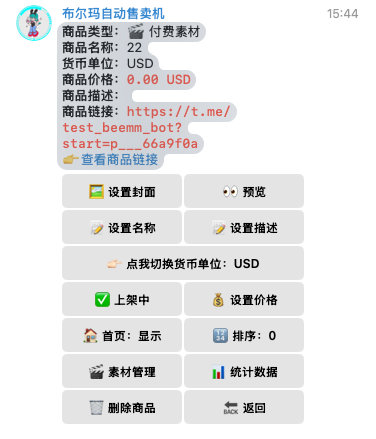 布尔玛自动售卖机 15:44
商品类型：🎬 付费素材
商品名称：22
货币单位：USD
商品价格：0.00 USD
商品描述：
商品链接：https://t.me/
test_beemm_bot?
start=p___66a9f0a
👉查看商品链接
🖼 设置封面 👀 预览
📝 设置名称 📝 设置描述
👉🏻 点我切换货币单位：USD
✅ 上架中 💰 设置价格
🏠 首页：显示 🔢 排序：0
🎬 素材管理 📊 统计数据
🗑 删除商品 🔙 返回